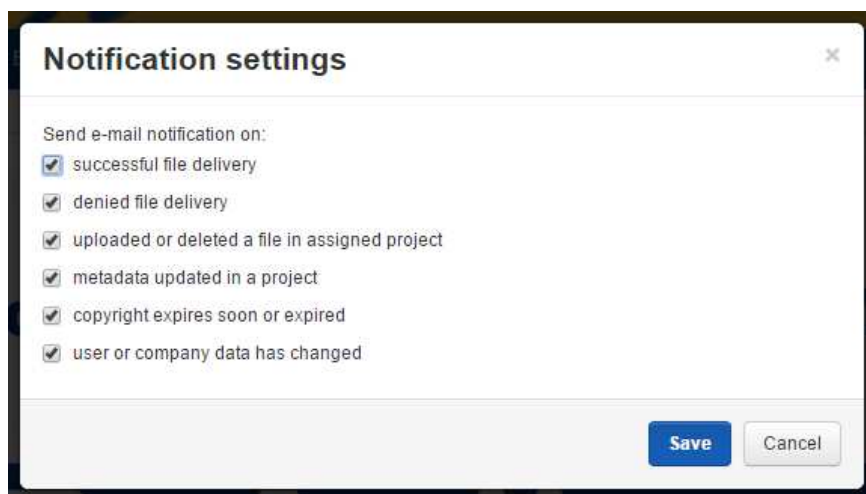 Notification settings
×
Send e-mail notification on:
successful file delivery
denied file delivery
uploaded or deleted a file in assigned project
metadata updated in a project
copyright expires soon or expired
user or company data has changed
Save Cancel